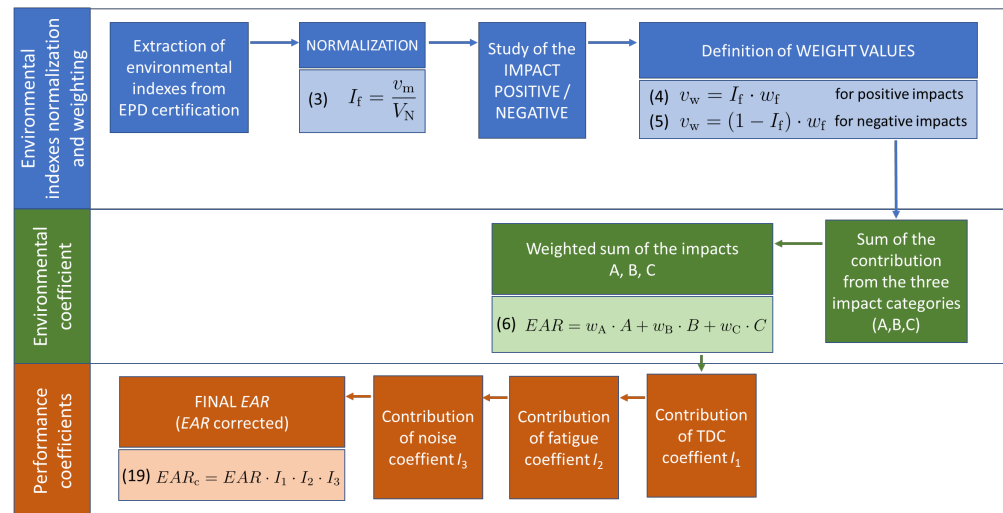 Environmental
indexes normalization
and weighting
Extraction of
environmental
indexes from
EPD certification
NORMALIZATION
(3) I_f = v_m / V_N
Study of the
IMPACT
POSITIVE /
NEGATIVE
Definition of WEIGHT VALUES
(4) v_w = I_f · w_f for positive impacts
(5) v_w = (1 − I_f) · w_f for negative impacts
Environmental
coefficient
Weighted sum of the impacts
A, B, C
(6) EAR = w_A · A + w_B · B + w_C · C
Sum of the
contribution
from the three
impact categories
(A,B,C)
Performance
coefficients
FINAL EAR
(EAR corrected)
(19) EAR_c = EAR · I_1 · I_2 · I_3
Contribution
of noise
coeffient I_3
Contribution
of fatigue
coeffient I_2
Contribution
of TDC
coeffient I_1